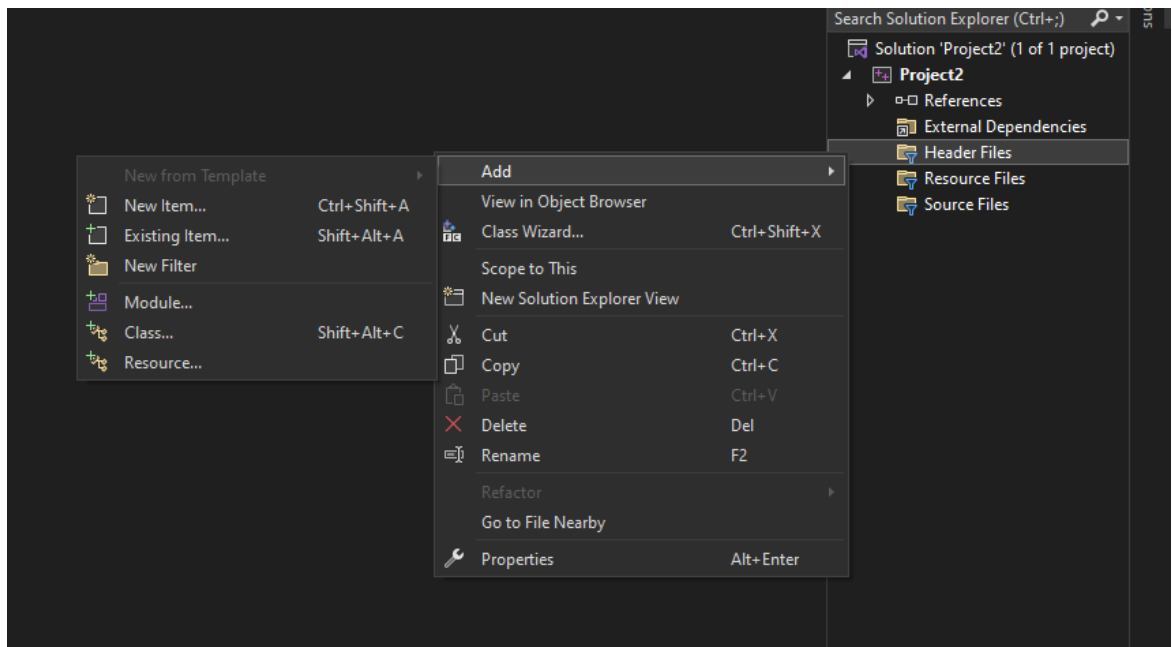 Search Solution Explorer (Ctrl+;)
Solution 'Project2' (1 of 1 project)
Project2
References
External Dependencies
Header Files
Resource Files
Source Files
Add
View in Object Browser
Class Wizard... Ctrl+Shift+X
Scope to This
New Solution Explorer View
Cut Ctrl+X
Copy Ctrl+C
Paste Ctrl+V
Delete Del
Rename F2
Refactor
Go to File Nearby
Properties Alt+Enter
New from Template
New Item... Ctrl+Shift+A
Existing Item... Shift+Alt+A
New Filter
Module...
Class... Shift+Alt+C
Resource...